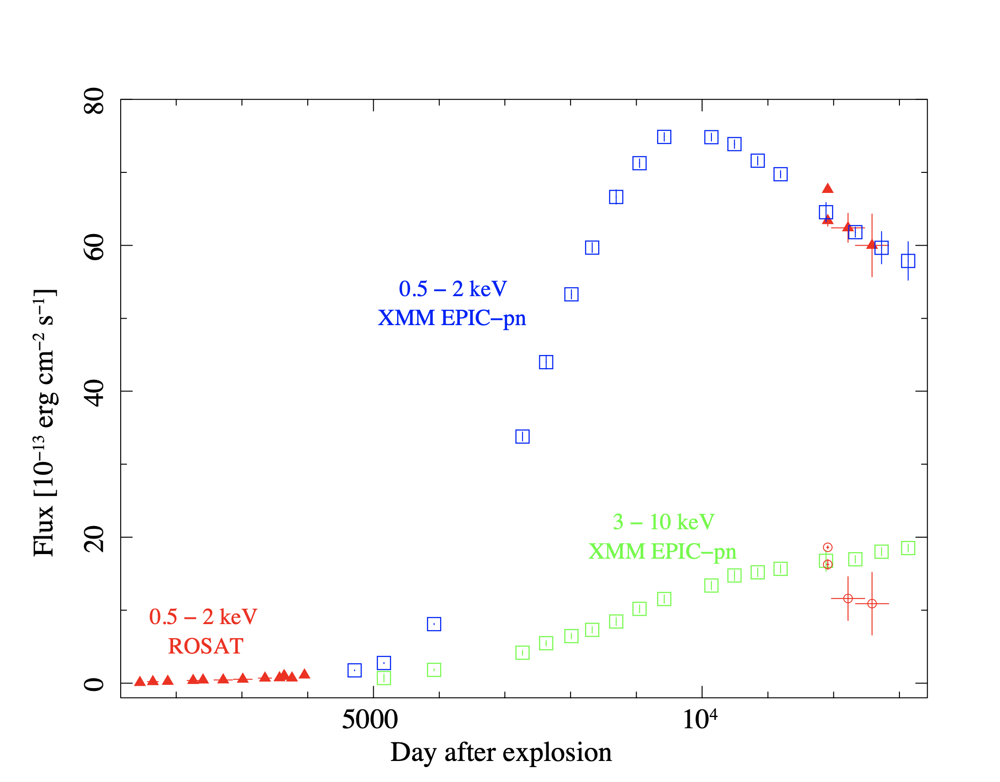 80
60
40
20
0
Flux [10⁻¹³ erg cm⁻² s⁻¹]
0.5 – 2 keV
XMM EPIC–pn
3 – 10 keV
XMM EPIC–pn
0.5 – 2 keV
ROSAT
5000
10⁴
Day after explosion